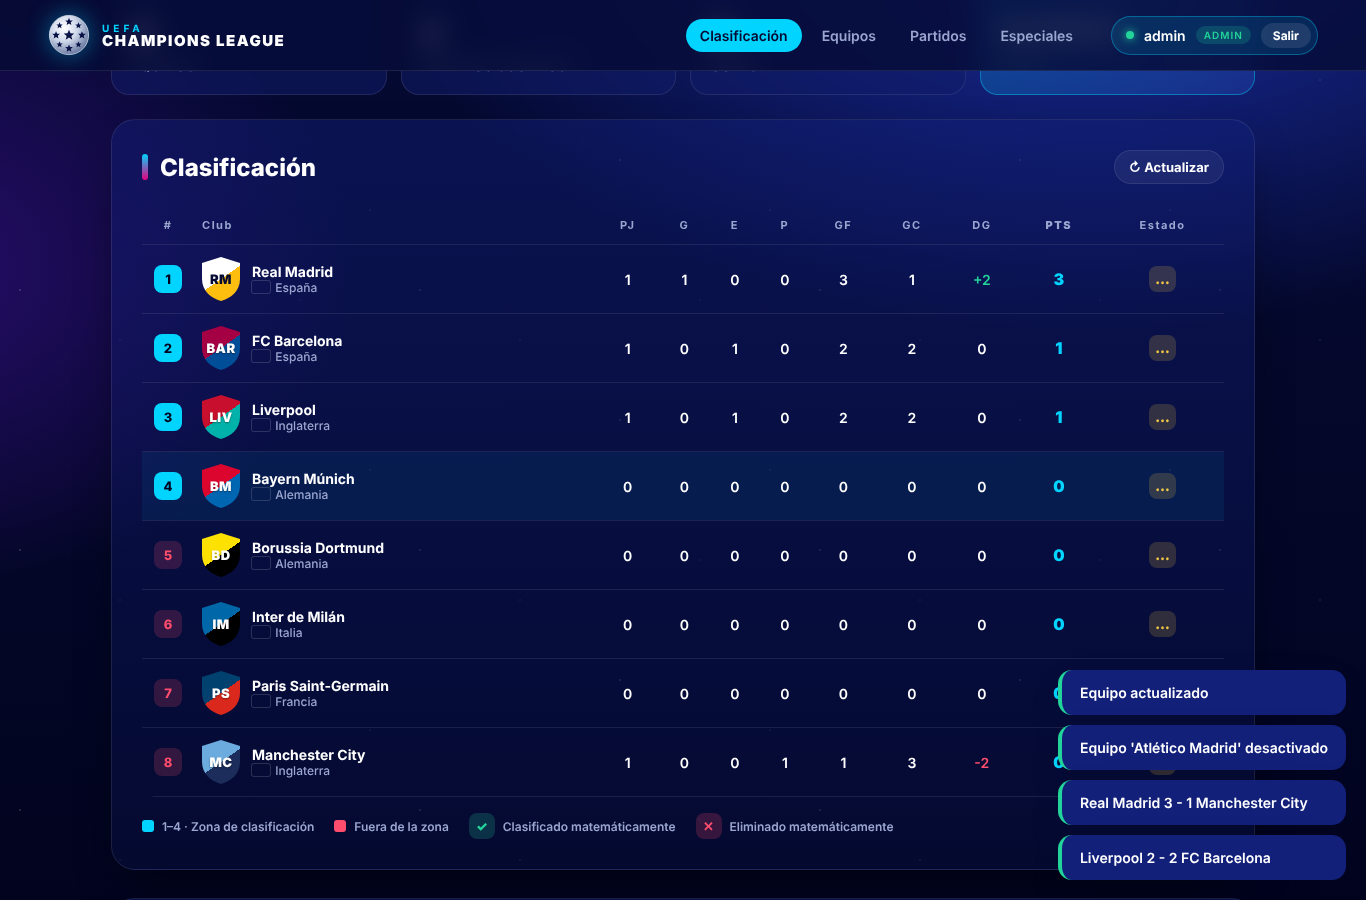 UEFA
CHAMPIONS LEAGUE
Clasificación Equipos Partidos Especiales
admin ADMIN Salir
Clasificación
↻ Actualizar
# Club PJ G E P GF GC DG PTS Estado
1 RM Real Madrid 1 1 0 0 3 1 +2 3 ...
España
2 BAR FC Barcelona 1 0 1 0 2 2 0 1 ...
España
3 LIV Liverpool 1 0 1 0 2 2 0 1 ...
Inglaterra
4 BM Bayern Múnich 0 0 0 0 0 0 0 0 ...
Alemania
5 BD Borussia Dortmund 0 0 0 0 0 0 0 0 ...
Alemania
6 IM Inter de Milán 0 0 0 0 0 0 0 0 ...
Italia
7 PS Paris Saint-Germain 0 0 0 0 0 0 0
Francia
8 MC Manchester City 1 0 0 1 1 3 -2
Inglaterra
1–4 · Zona de clasificación Fuera de la zona ✓ Clasificado matemáticamente ✕ Eliminado matemáticamente
Equipo actualizado
Equipo 'Atlético Madrid' desactivado
Real Madrid 3 - 1 Manchester City
Liverpool 2 - 2 FC Barcelona